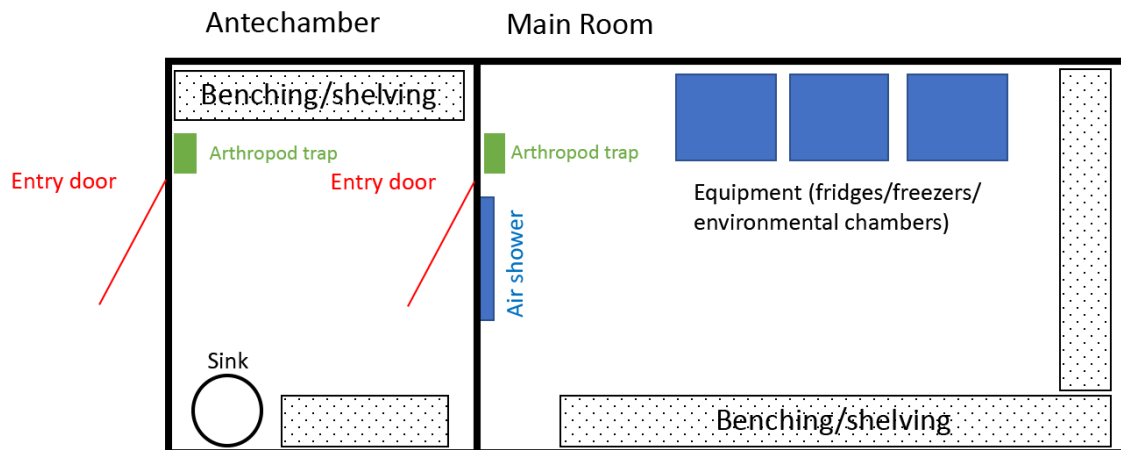 Antechamber
Main Room
Benching/shelving
Arthropod trap
Arthropod trap
Entry door
Entry door
Equipment (fridges/freezers/
environmental chambers)
Air shower
Sink
Benching/shelving